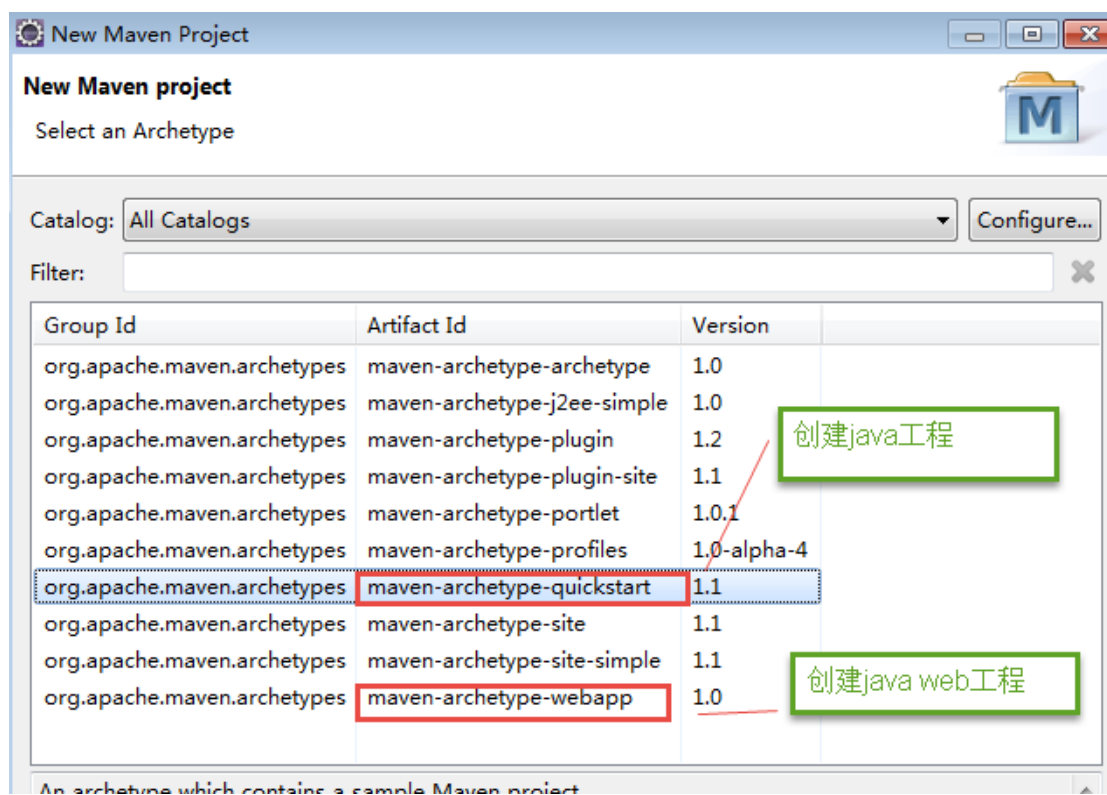 New Maven Project
New Maven project
Select an Archetype
M
Catalog: All Catalogs Configure...
Filter:
Group Id Artifact Id Version
org.apache.maven.archetypes maven-archetype-archetype 1.0
org.apache.maven.archetypes maven-archetype-j2ee-simple 1.0
org.apache.maven.archetypes maven-archetype-plugin 1.2
创建java工程
org.apache.maven.archetypes maven-archetype-plugin-site 1.1
org.apache.maven.archetypes maven-archetype-portlet 1.0.1
org.apache.maven.archetypes maven-archetype-profiles 1.0-alpha-4
org.apache.maven.archetypes maven-archetype-quickstart 1.1
org.apache.maven.archetypes maven-archetype-site 1.1
org.apache.maven.archetypes maven-archetype-site-simple 1.1
创建java web工程
org.apache.maven.archetypes maven-archetype-webapp 1.0
An archetype which contains a sample Maven project